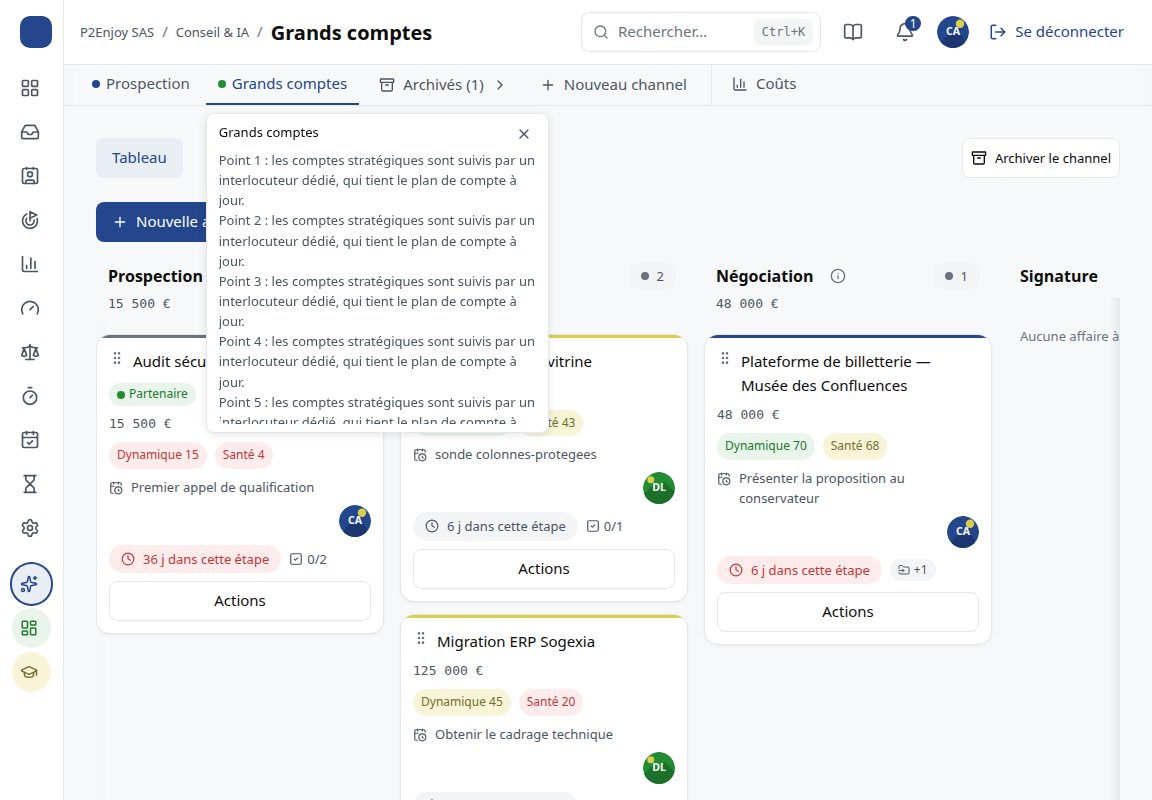 P2Enjoy SAS / Conseil & IA / Grands comptes
Rechercher...
Ctrl+K
1
CA
Se déconnecter
Prospection
Grands comptes
Archivés (1)
Nouveau channel
Coûts
Tableau
Archiver le channel
Grands comptes
Point 1 : les comptes stratégiques sont suivis par un
interlocuteur dédié, qui tient le plan de compte à
jour.
Point 2 : les comptes stratégiques sont suivis par un
interlocuteur dédié, qui tient le plan de compte à
jour.
Point 3 : les comptes stratégiques sont suivis par un
interlocuteur dédié, qui tient le plan de compte à
jour.
Point 4 : les comptes stratégiques sont suivis par un
interlocuteur dédié, qui tient le plan de compte à
jour.
Point 5 : les comptes stratégiques sont suivis par un
interlocuteur dédié, qui tient le plan de compte à
Nouvelle
Prospection
15 500 €
Audit
Partenaire
15 500 €
Dynamique 15
Santé 4
Premier appel de qualification
CA
36 j dans cette étape
0/2
Actions
2
vitrine
43
sonde colonnes-protegees
DL
6 j dans cette étape
0/1
Actions
Migration ERP Sogexia
125 000 €
Dynamique 45
Santé 20
Obtenir le cadrage technique
DL
Négociation
1
48 000 €
Plateforme de billetterie —
Musée des Confluences
48 000 €
Dynamique 70
Santé 68
Présenter la proposition au
conservateur
CA
6 j dans cette étape
+1
Actions
Signature
Aucune affaire à